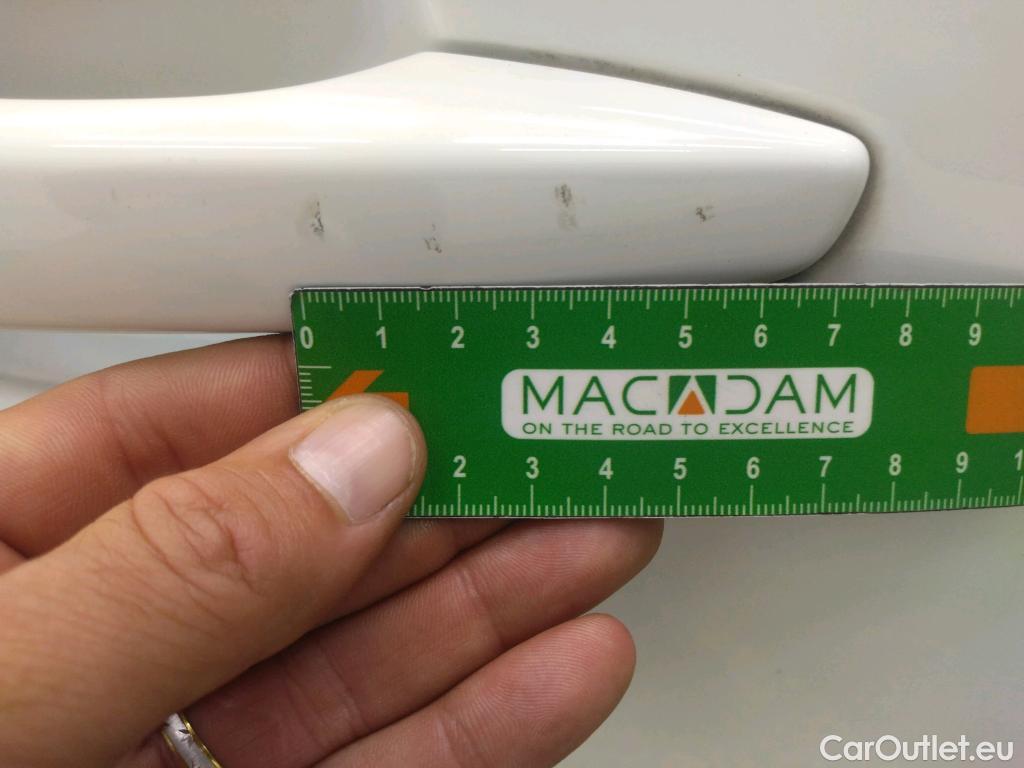 0 1 2 3 4 5 6 7 8 9
MACADAM
ON THE ROAD TO EXCELLENCE
2 3 4 5 6 7 8 9 1
CarOutlet.eu